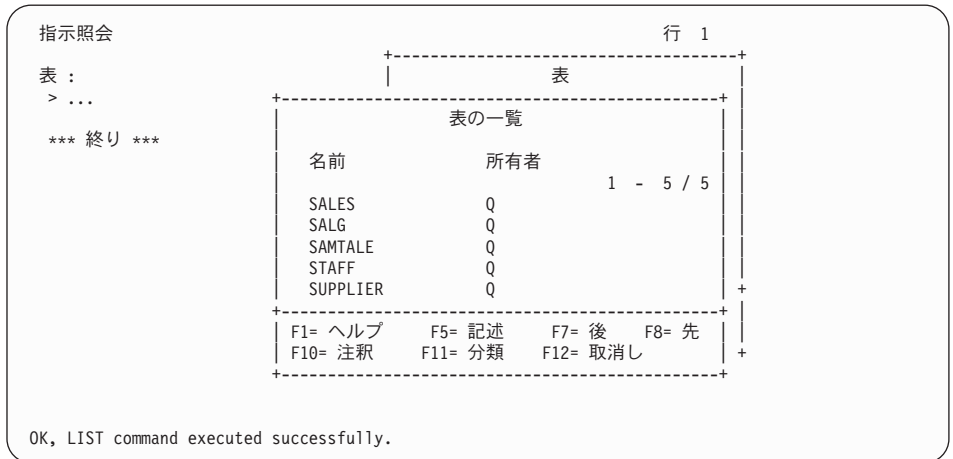 指示照会 行 1
表 : 表
> ...
表の一覧
*** 終り ***
名前 所有者
1 - 5 / 5
SALES Q
SALG Q
SAMTALE Q
STAFF Q
SUPPLIER Q
F1= ヘルプ F5= 記述 F7= 後 F8= 先
F10= 注釈 F11= 分類 F12= 取消し
OK, LIST command executed successfully.